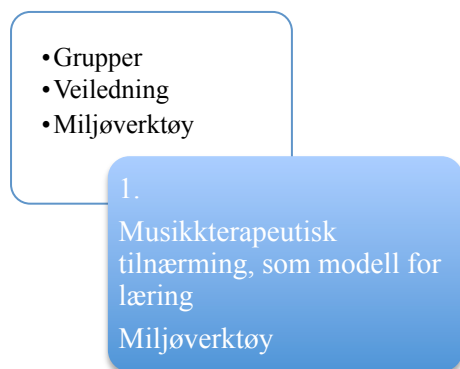 •Grupper
•Veiledning
•Miljøverktøy
1.
Musikkterapeutisk
tilnærming, som modell for
læring
Miljøverktøy